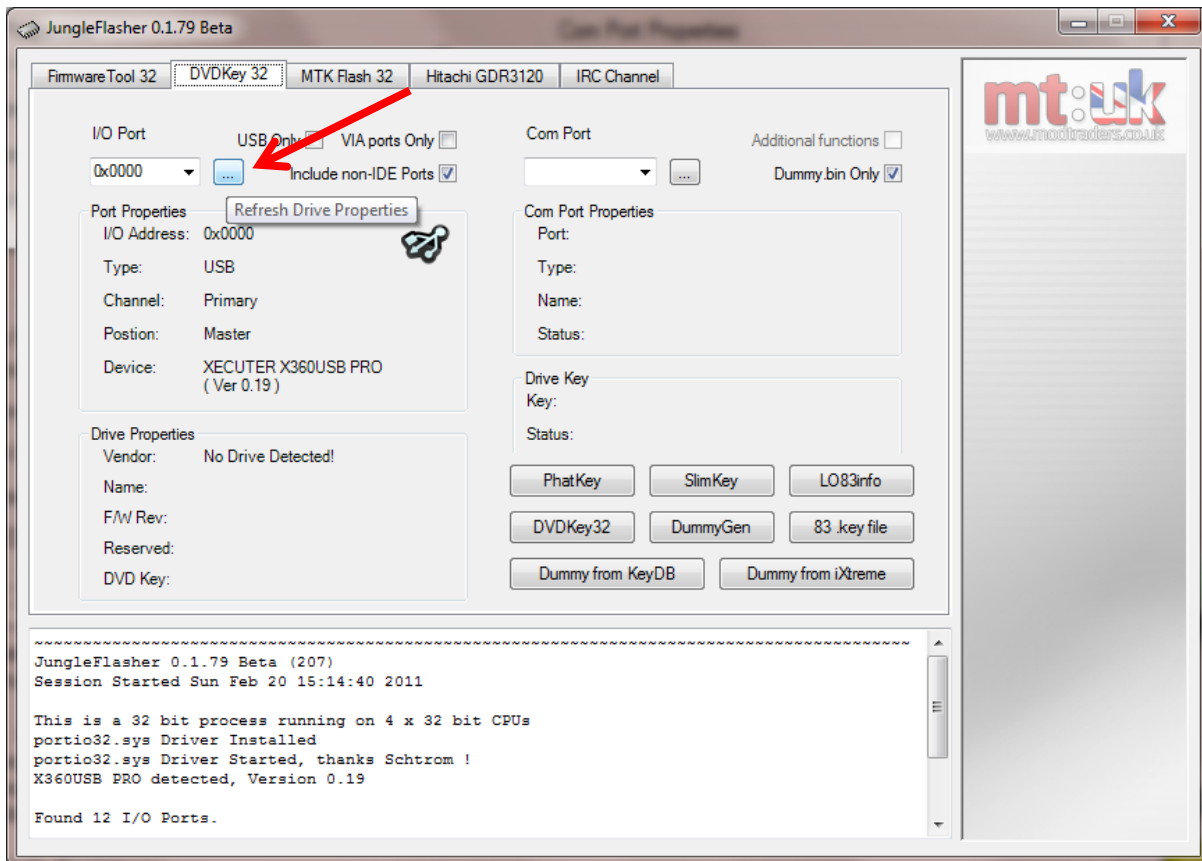 JungleFlasher 0.1.79 Beta
Com Port Properties
FirmwareTool 32 DVDKey 32 MTK Flash 32 Hitachi GDR3120 IRC Channel
mt:uk
www.modtraders.co.uk
I/O Port
USB Only VIA ports Only
0x0000 ... Include non-IDE Ports
Refresh Drive Properties
Port Properties
I/O Address: 0x0000
Type: USB
Channel: Primary
Postion: Master
Device: XECUTER X360USB PRO
( Ver 0.19 )
Drive Properties
Vendor: No Drive Detected!
Name:
F/W Rev:
Reserved:
DVD Key:
Com Port
Additional functions
... Dummy.bin Only
Com Port Properties
Port:
Type:
Name:
Status:
Drive Key
Key:
Status:
PhatKey SlimKey LO83info
DVDKey32 DummyGen 83 .key file
Dummy from KeyDB Dummy from iXtreme
~~~~~~~~~~~~~~~~~~~~~~~~~~~~~~~~~~~~~~~~~~~~~~~~~~~~~~~~~~~~~~~~~~~~~~~~~~~~~~~~~~~~~~~~~~~
JungleFlasher 0.1.79 Beta (207)
Session Started Sun Feb 20 15:14:40 2011
This is a 32 bit process running on 4 x 32 bit CPUs
portio32.sys Driver Installed
portio32.sys Driver Started, thanks Schtrom !
X360USB PRO detected, Version 0.19
Found 12 I/O Ports.